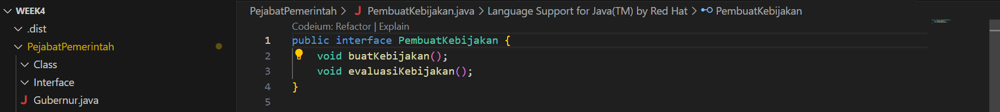 WEEK4
.dist
PejabatPemerintah
Class
Interface
J Gubernur.java
PejabatPemerintah > J PembuatKebijakan.java > Language Support for Java(TM) by Red Hat > PembuatKebijakan
Codeium: Refactor | Explain
1 public interface PembuatKebijakan {
2 void buatKebijakan();
3 void evaluasiKebijakan();
4 }
5